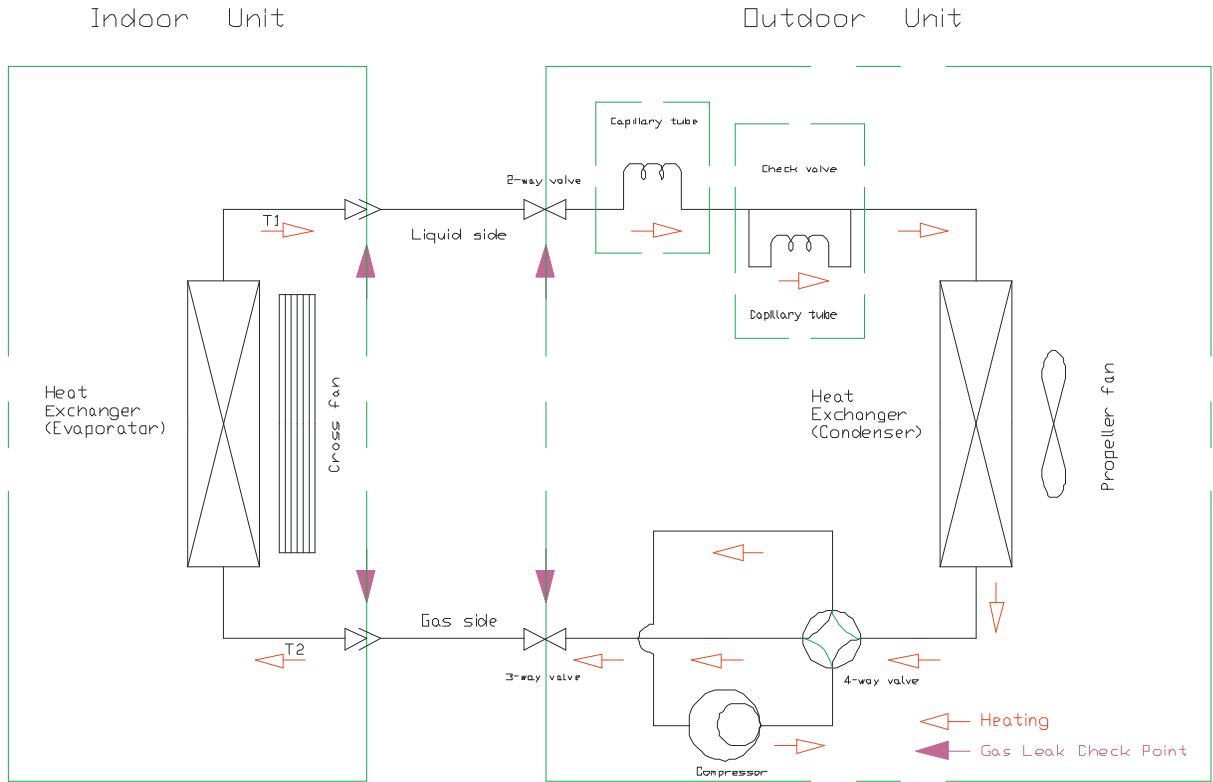 Indoor Unit
Outdoor Unit
Capillary tube
Check valve
2-way valve
T1
Liquid side
Capillary tube
Heat
Exchanger
(Evaporator)
Cross fan
Heat
Exchanger
(Condenser)
Propeller fan
Gas side
T2
3-way valve
4-way valve
Heating
Gas Leak Check Point
Compressor